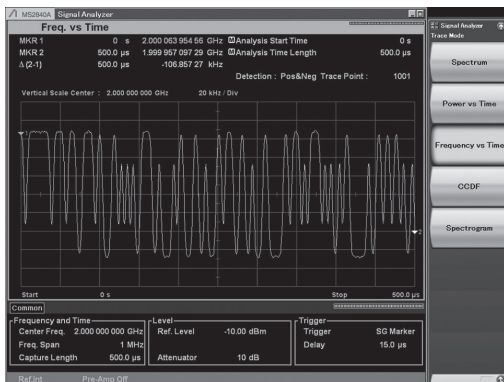 MS2840A Signal Analyzer
Freq. vs Time
MKR 1 0 s 2.000 063 954 56 GHz Analysis Start Time 0 s
MKR 2 500.0 µs 1.999 957 097 29 GHz Analysis Time Length 500.0 µs
Δ (2-1) 500.0 µs -106.857 27 kHz
Detection : Pos&Neg Trace Point : 1001
Vertical Scale Center : 2.000 000 000 GHz 20 kHz / Div
1
2
Start 0 s Stop 500.0 µs
Common
Frequency and Time
Center Freq. 2.000 000 000 GHz
Freq. Span 1 MHz
Capture Length 500.0 µs
Level
Ref. Level -10.00 dBm
Attenuator 10 dB
Trigger
Trigger SG Marker
Delay 15.0 µs
Ref.Int Pre-Amp Off
Signal Analyzer
Trace Mode
Spectrum
Power vs Time
Frequency vs Time
CCDF
Spectrogram